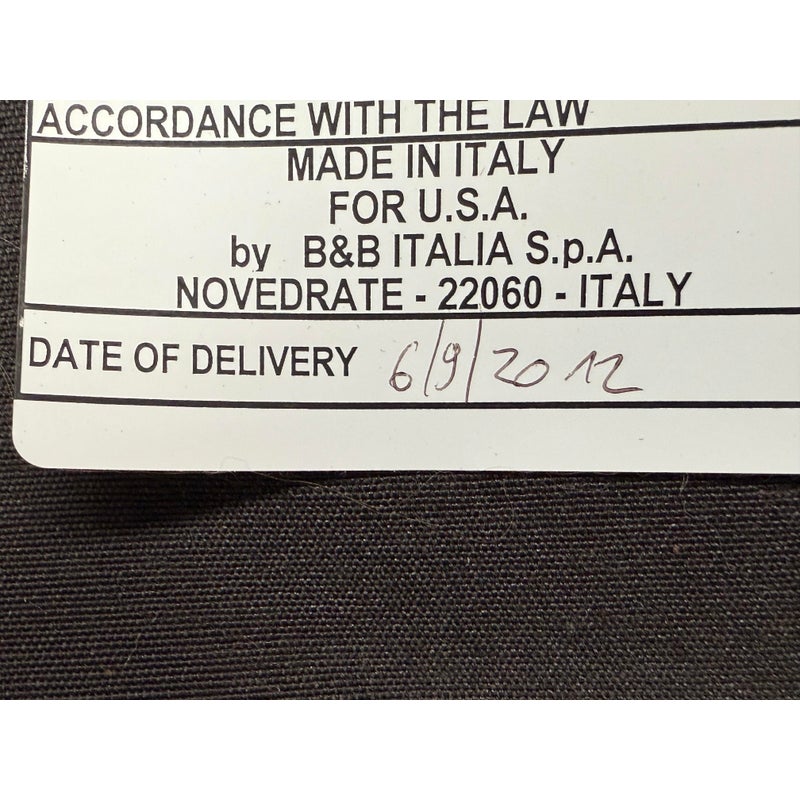 ACCORDANCE WITH THE LAW
MADE IN ITALY
FOR U.S.A.
by B&B ITALIA S.p.A.
NOVEDRATE - 22060 - ITALY
DATE OF DELIVERY 6/9/2012